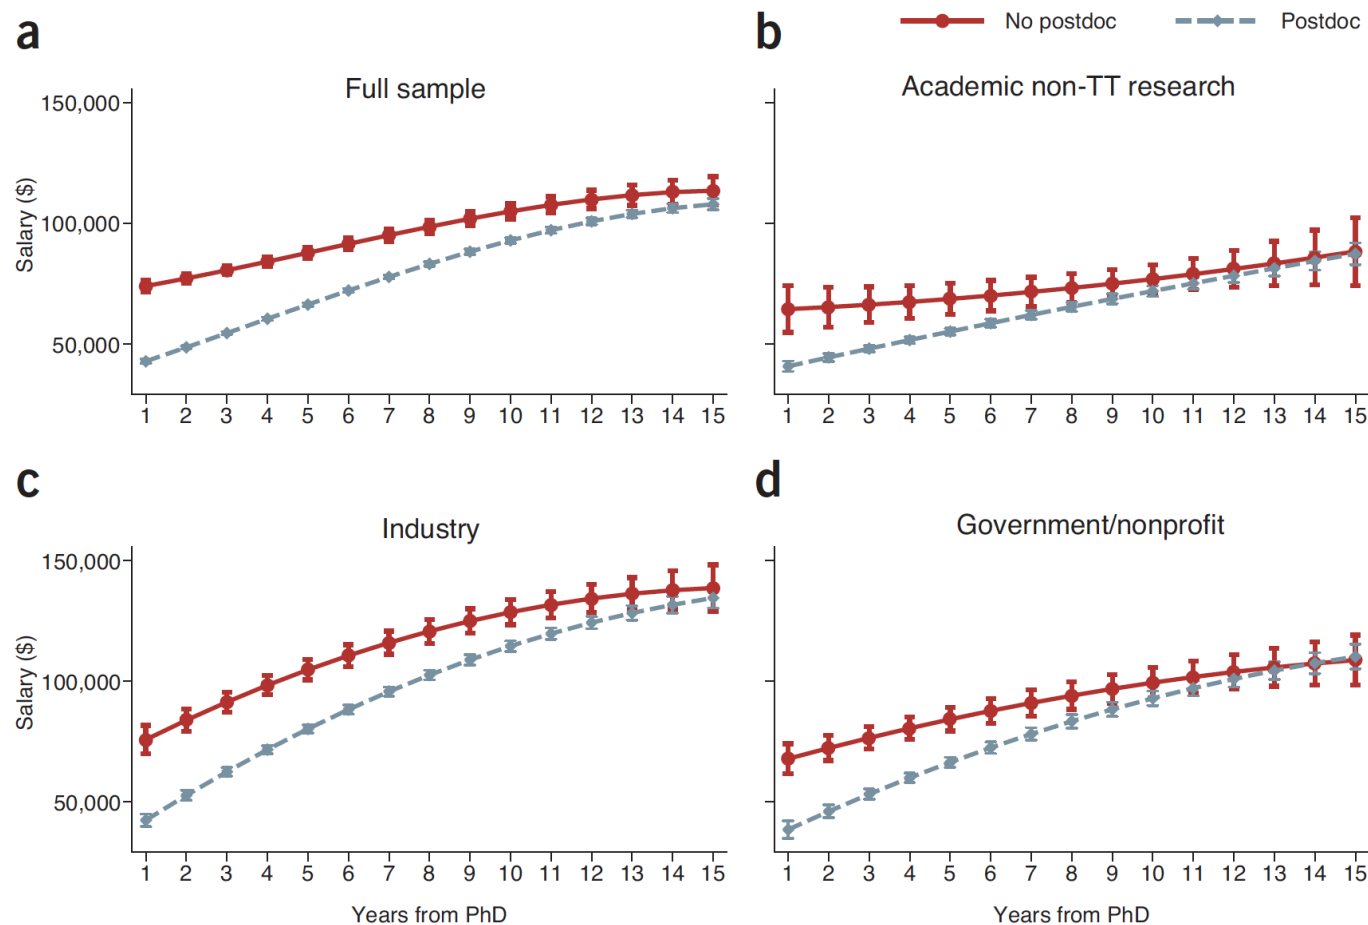 a
b
No postdoc
Postdoc
Full sample
Academic non-TT research
150,000
100,000
50,000
Salary ($)
1 2 3 4 5 6 7 8 9 10 11 12 13 14 15
1 2 3 4 5 6 7 8 9 10 11 12 13 14 15
c
d
Industry
Government/nonprofit
150,000
100,000
50,000
Salary ($)
1 2 3 4 5 6 7 8 9 10 11 12 13 14 15
1 2 3 4 5 6 7 8 9 10 11 12 13 14 15
Years from PhD
Years from PhD